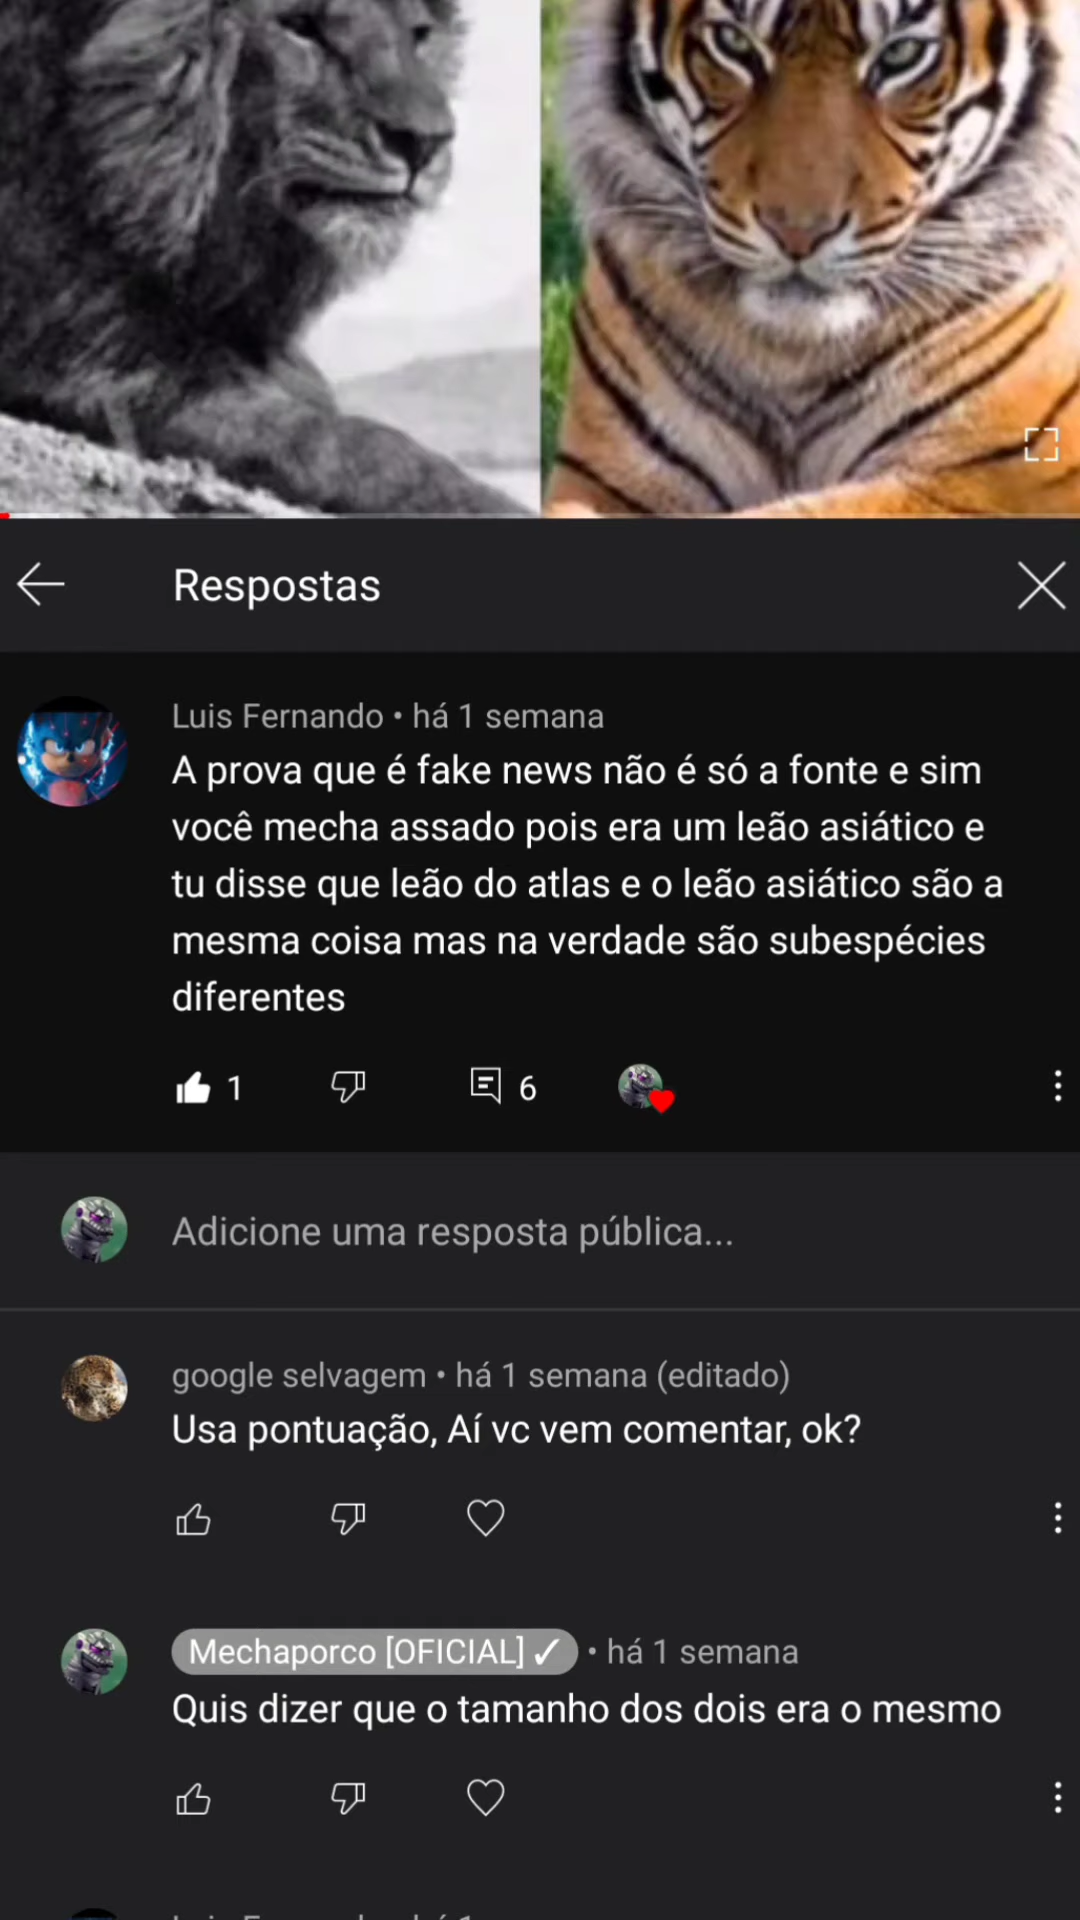 Respostas
Luis Fernando • há 1 semana
A prova que é fake news não é só a fonte e sim
você mecha assado pois era um leão asiático e
tu disse que leão do atlas e o leão asiático são a
mesma coisa mas na verdade são subespécies
diferentes
1
6
Adicione uma resposta pública...
google selvagem • há 1 semana (editado)
Usa pontuação, Aí vc vem comentar, ok?
Mechaporco [OFICIAL] ✓ • há 1 semana
Quis dizer que o tamanho dos dois era o mesmo